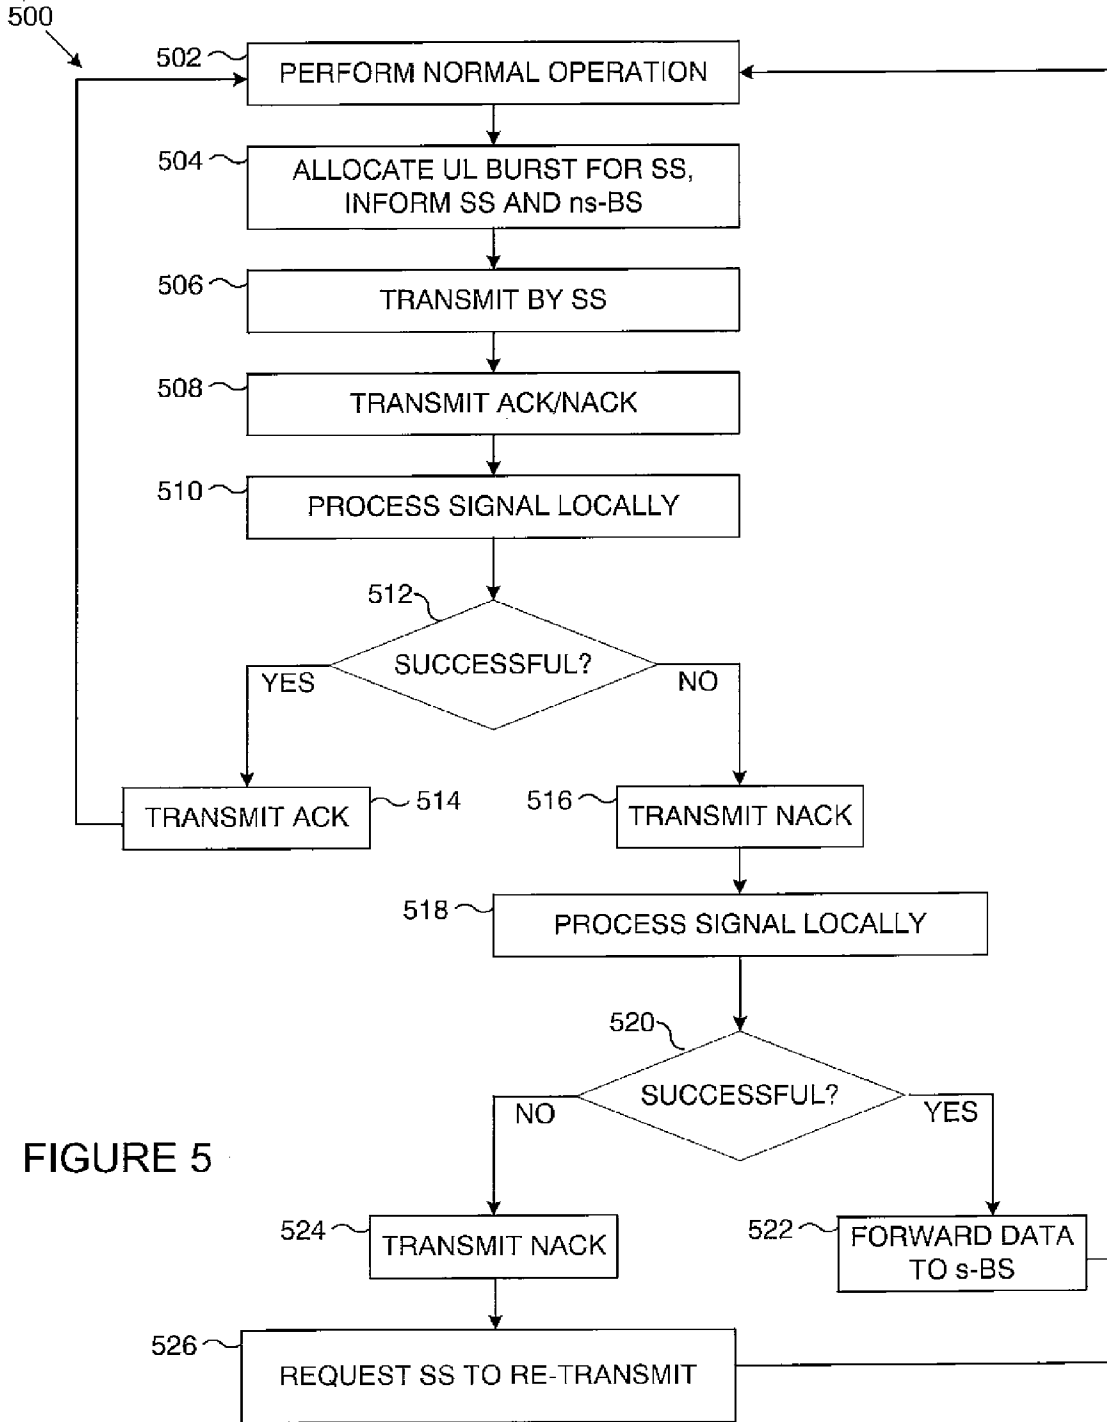 500
502
PERFORM NORMAL OPERATION
504
ALLOCATE UL BURST FOR SS,
INFORM SS AND ns-BS
506
TRANSMIT BY SS
508
TRANSMIT ACK/NACK
510
PROCESS SIGNAL LOCALLY
512
SUCCESSFUL?
YES
NO
TRANSMIT ACK
514
516
TRANSMIT NACK
518
PROCESS SIGNAL LOCALLY
520
SUCCESSFUL?
NO
YES
FIGURE 5
524
TRANSMIT NACK
522
FORWARD DATA
TO s-BS
526
REQUEST SS TO RE-TRANSMIT